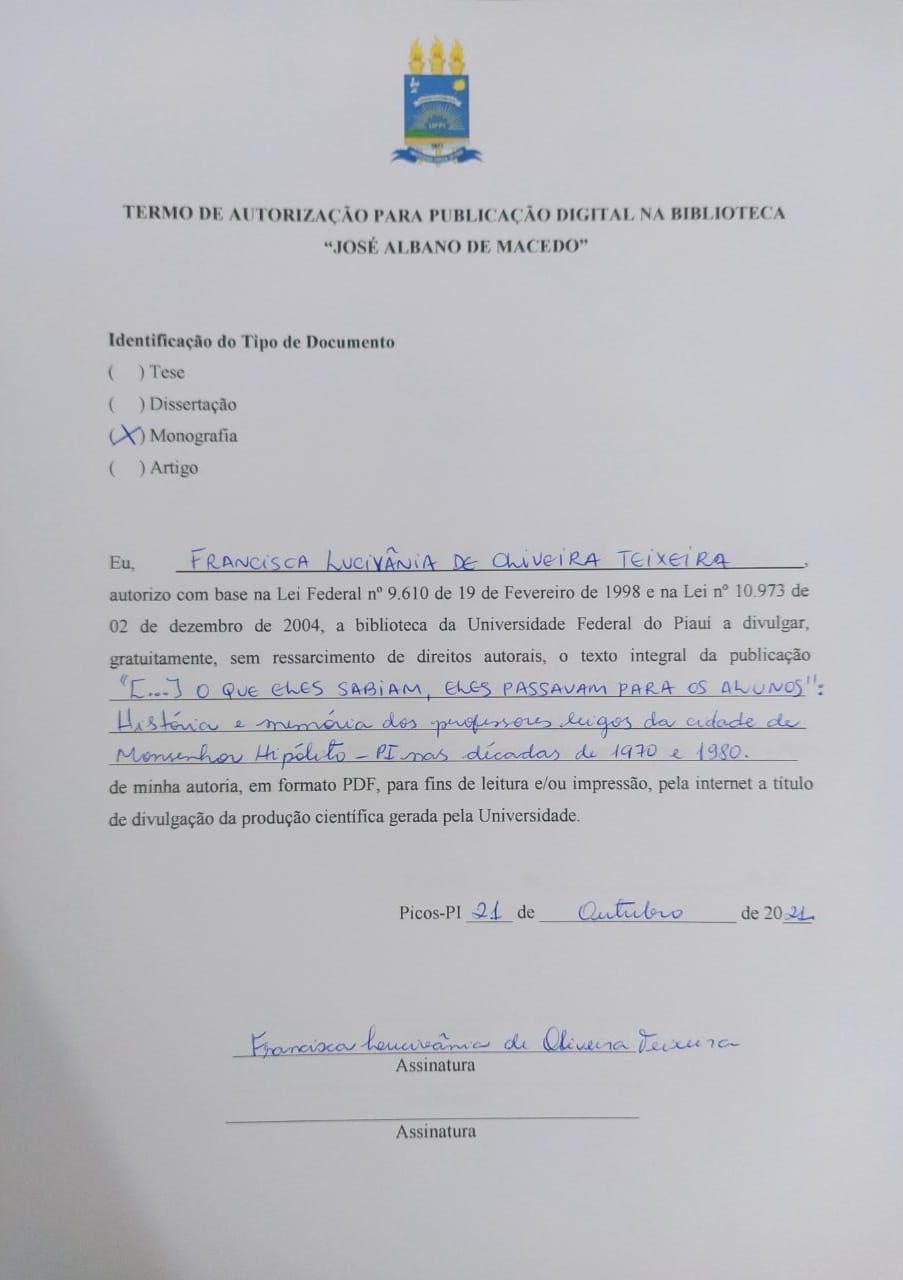 TERMO DE AUTORIZAÇÃO PARA PUBLICAÇÃO DIGITAL NA BIBLIOTECA
“JOSÉ ALBANO DE MACEDO”
Identificação do Tipo de Documento
( ) Tese
( ) Dissertação
(X) Monografia
( ) Artigo
Eu, FRANCISCA LUCIVÂNIA DE OLIVEIRA TEIXEIRA,
autorizo com base na Lei Federal nº 9.610 de 19 de Fevereiro de 1998 e na Lei nº 10.973 de
02 de dezembro de 2004, a biblioteca da Universidade Federal do Piauí a divulgar,
gratuitamente, sem ressarcimento de direitos autorais, o texto integral da publicação
"[...] O QUE ELES SABIAM, ELES PASSAVAM PARA OS ALUNOS":
História e memória dos professores leigos da cidade de
Monsenhor Hipólito - PI nas décadas de 1970 e 1980.
de minha autoria, em formato PDF, para fins de leitura e/ou impressão, pela internet a título
de divulgação da produção científica gerada pela Universidade.
Picos-PI 21 de Outubro de 2021
Francisca Lucivânia de Oliveira Teixeira
Assinatura
Assinatura